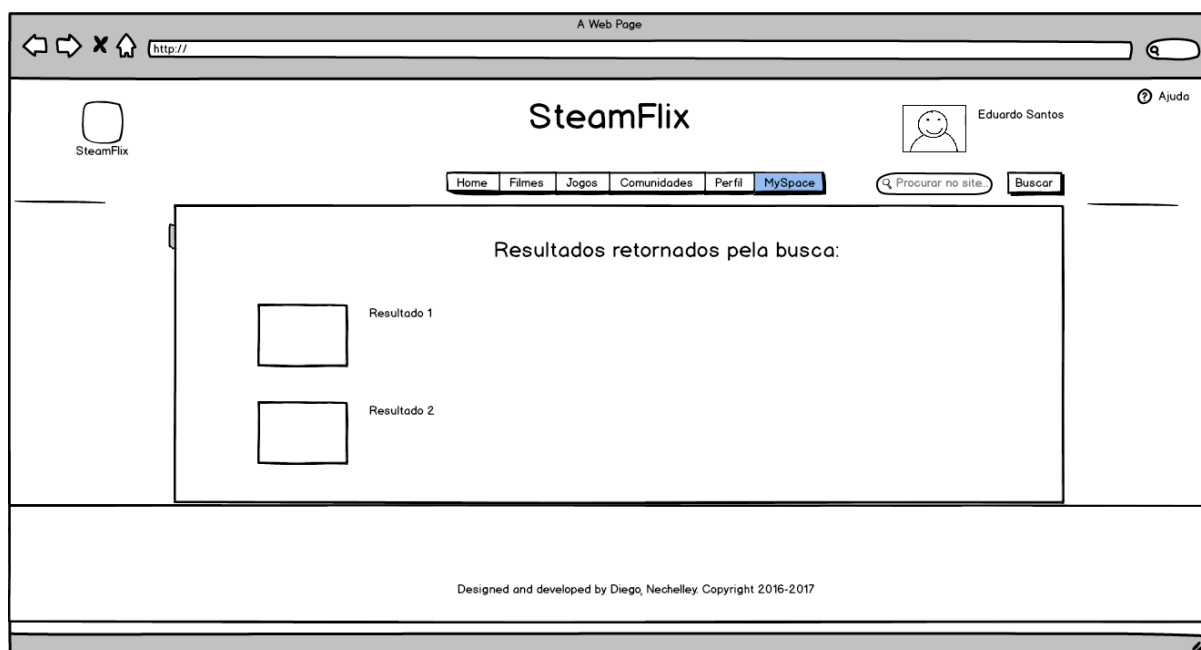 A Web Page
http://
Ajuda
SteamFlix
Eduardo Santos
SteamFlix
Home Filmes Jogos Comunidades Perfil MySpace
Procurar no site...
Buscar
Resultados retornados pela busca:
Resultado 1
Resultado 2
Designed and developed by Diego, Nechelley. Copyright 2016-2017